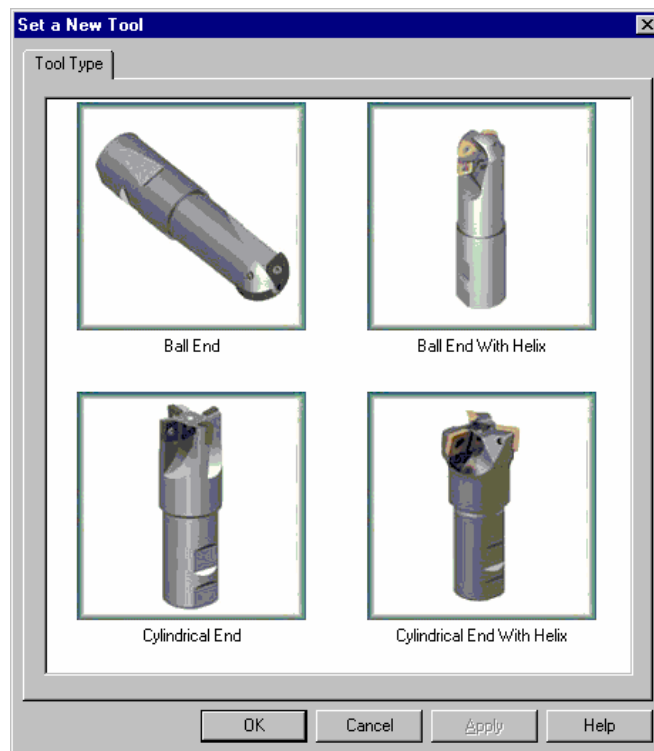 Set a New Tool
Tool Type
Ball End
Ball End With Helix
Cylindrical End
Cylindrical End With Helix
OK
Cancel
Apply
Help